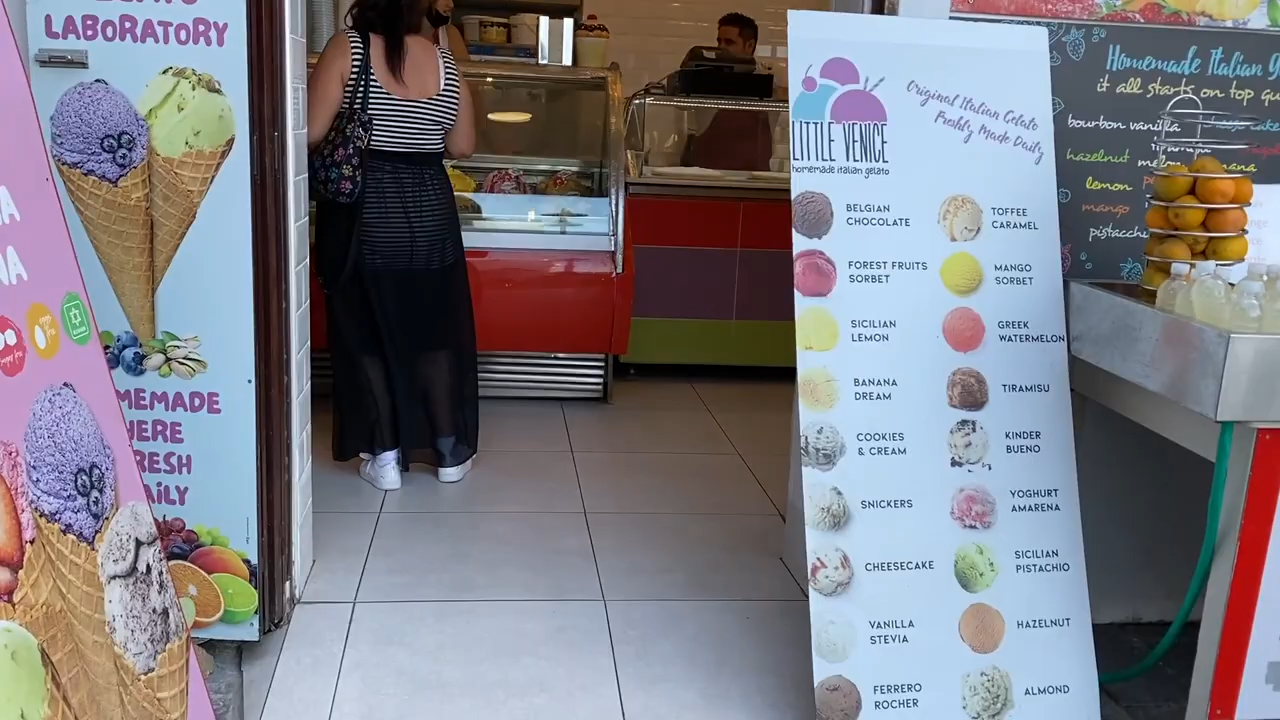 LABORATORY
HOMEMADE
HERE
FRESH
DAILY
LITTLE VENICE
homemade italian gelato
Original Italian Gelato
Freshly Made Daily
BELGIAN
CHOCOLATE
TOFFEE
CARAMEL
FOREST FRUITS
SORBET
MANGO
SORBET
SICILIAN
LEMON
GREEK
WATERMELON
BANANA
DREAM
TIRAMISU
COOKIES
& CREAM
KINDER
BUENO
SNICKERS
YOGHURT
AMARENA
CHEESECAKE
SICILIAN
PISTACHIO
VANILLA
STEVIA
HAZELNUT
FERRERO
ROCHER
ALMOND
Homemade Italian
it all starts on top
bourbon vanilla
hazelnut
lemon
mango
pistacchi